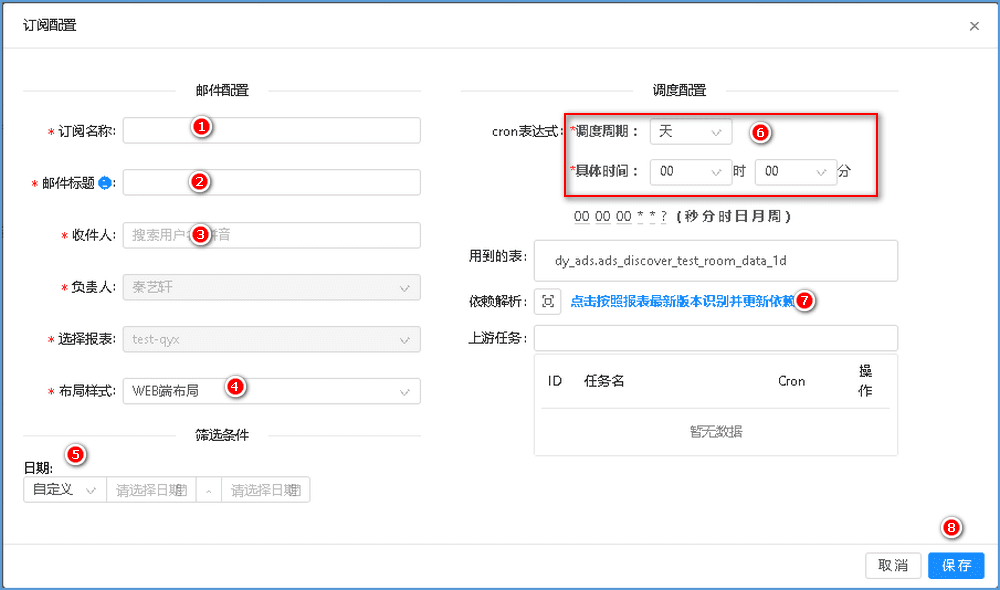 订阅配置
邮件配置
* 订阅名称:
1
* 邮件标题 :
2
* 收件人: 搜索用户 拼音
3
* 负责人: 秦艺轩
* 选择报表: test-qyx
* 布局样式: WEB端布局
4
筛选条件
5
日期:
自定义 请选择日期 - 请选择日期
调度配置
cron表达式: *调度周期： 天
6
*具体时间： 00 时 00 分
00 00 00 * * ? (秒 分 时 日 月 周)
用到的表: dy_ads.ads_discover_test_room_data_1d
依赖解析: 点击按照报表最新版本识别并更新依赖
7
上游任务:
ID 任务名 Cron 操作
暂无数据
8
取消 保存